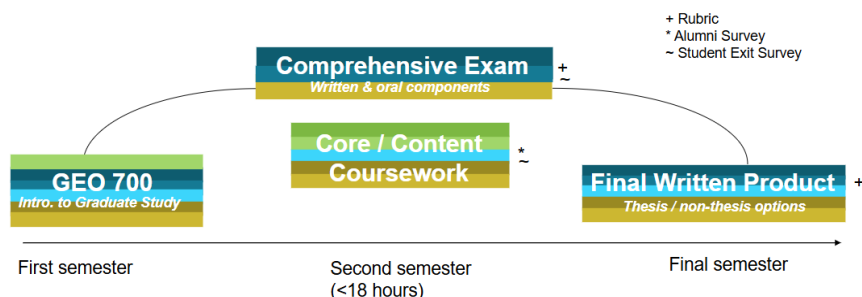 + Rubric
* Alumni Survey
~ Student Exit Survey
Comprehensive Exam
Written & oral components
+
~
Core / Content
Coursework
*
~
GEO 700
Intro. to Graduate Study
Final Written Product
Thesis / non-thesis options
+
First semester
Second semester
(<18 hours)
Final semester